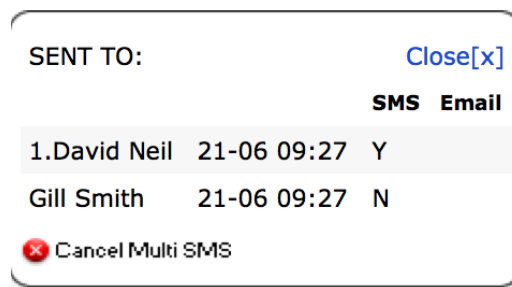 SENT TO: Close[x]
SMS Email
1.David Neil 21-06 09:27 Y
Gill Smith 21-06 09:27 N
Cancel Multi SMS